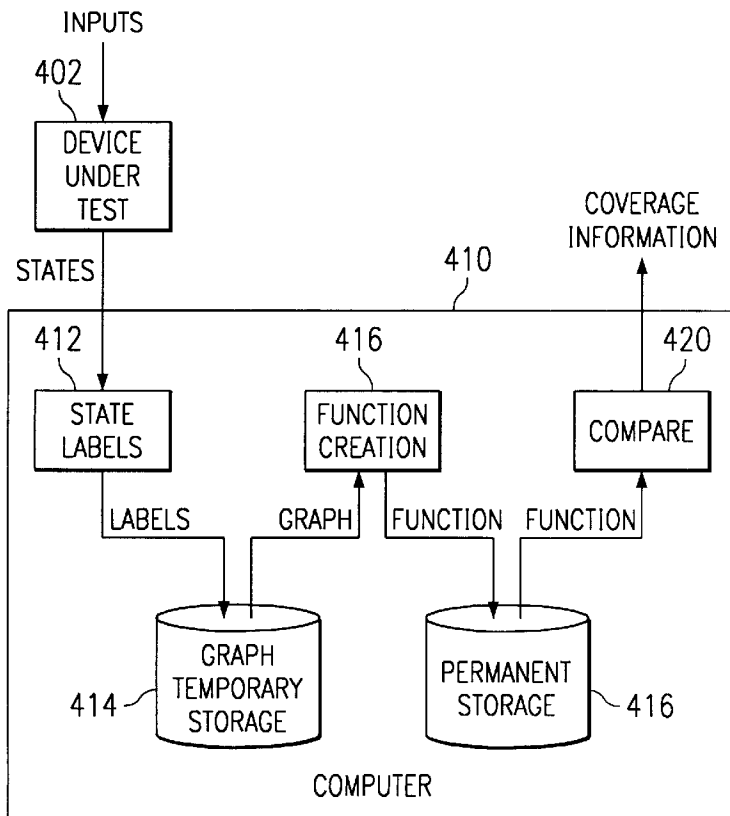 INPUTS
402
DEVICE
UNDER
TEST
STATES
COVERAGE
INFORMATION
410
412
STATE
LABELS
416
FUNCTION
CREATION
420
COMPARE
LABELS
GRAPH
FUNCTION
FUNCTION
GRAPH
TEMPORARY
STORAGE
414
PERMANENT
STORAGE
416
COMPUTER